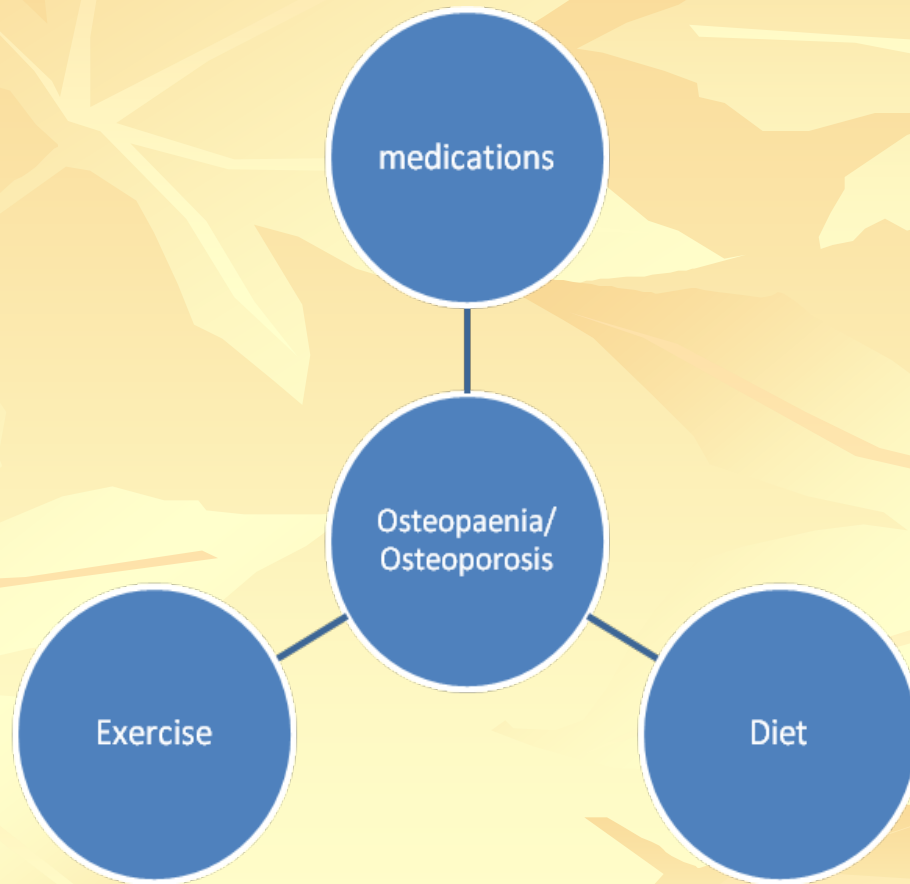 medications
Osteopaenia/
Osteoporosis
Exercise
Diet